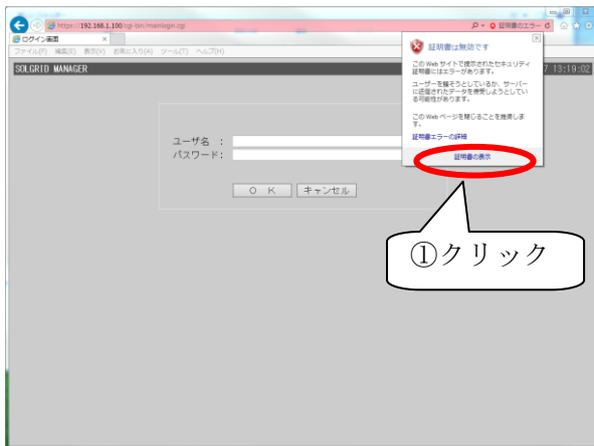 https://192.168.1.100/cgi-bin/mainlogin.cgi
証明書のエラー
ログイン画面
ファイル(F) 編集(E) 表示(V) お気に入り(A) ツール(T) ヘルプ(H)
SOLGRID MANAGER
7 13:19:02
証明書は無効です
この Web サイトで提示されたセキュリティ
証明書にはエラーがあります。
ユーザーを騙そうとしているか、サーバー
に送信されたデータを傍受しようとしてい
る可能性があります。
この Web ページを閉じることを推奨しま
す。
証明書エラーの詳細
証明書の表示
ユーザ名 :
パスワード:
O K キャンセル
①クリック